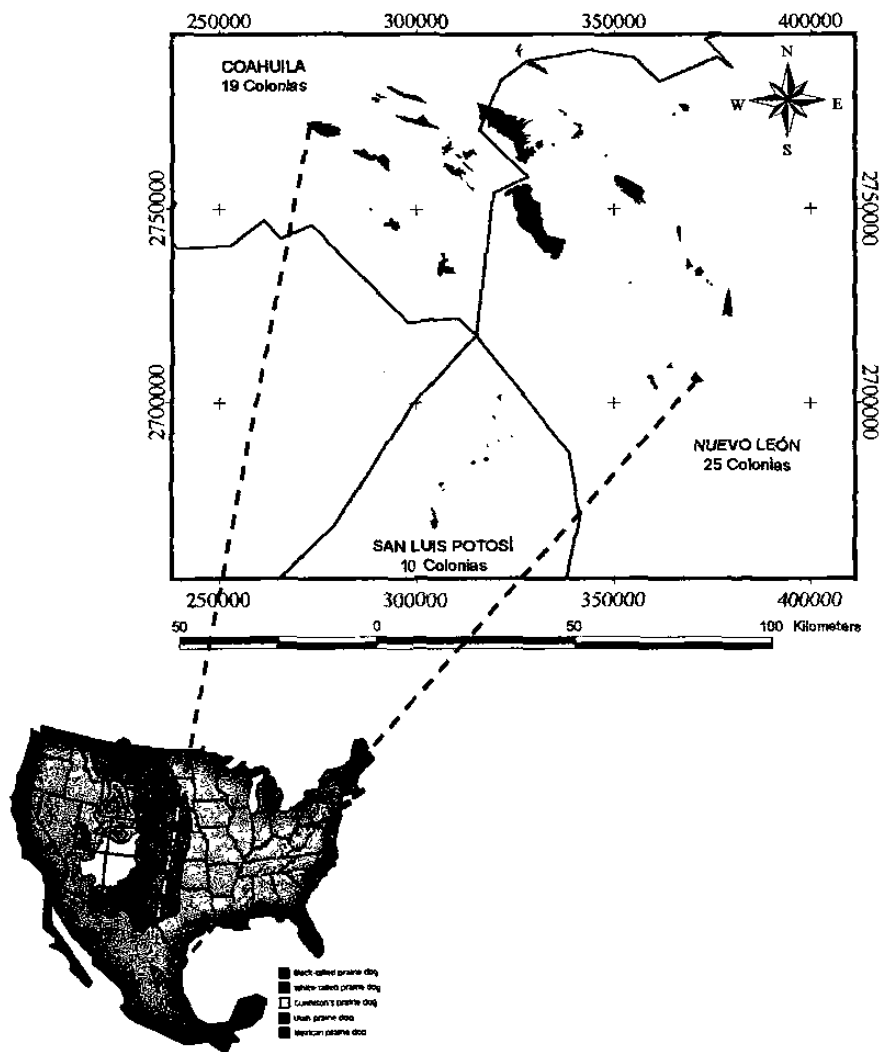 250000 300000 350000 400000
COAHUILA
19 Colonias
N
W E
S
2750000 2750000
2700000 2700000
NUEVO LEÓN
25 Colonias
SAN LUIS POTOSÍ
10 Colonias
250000 300000 350000 400000
50 0 50 100 Kilometers
Black-tailed prairie dog
White-tailed prairie dog
Gunnison's prairie dog
Utah prairie dog
Mexican prairie dog